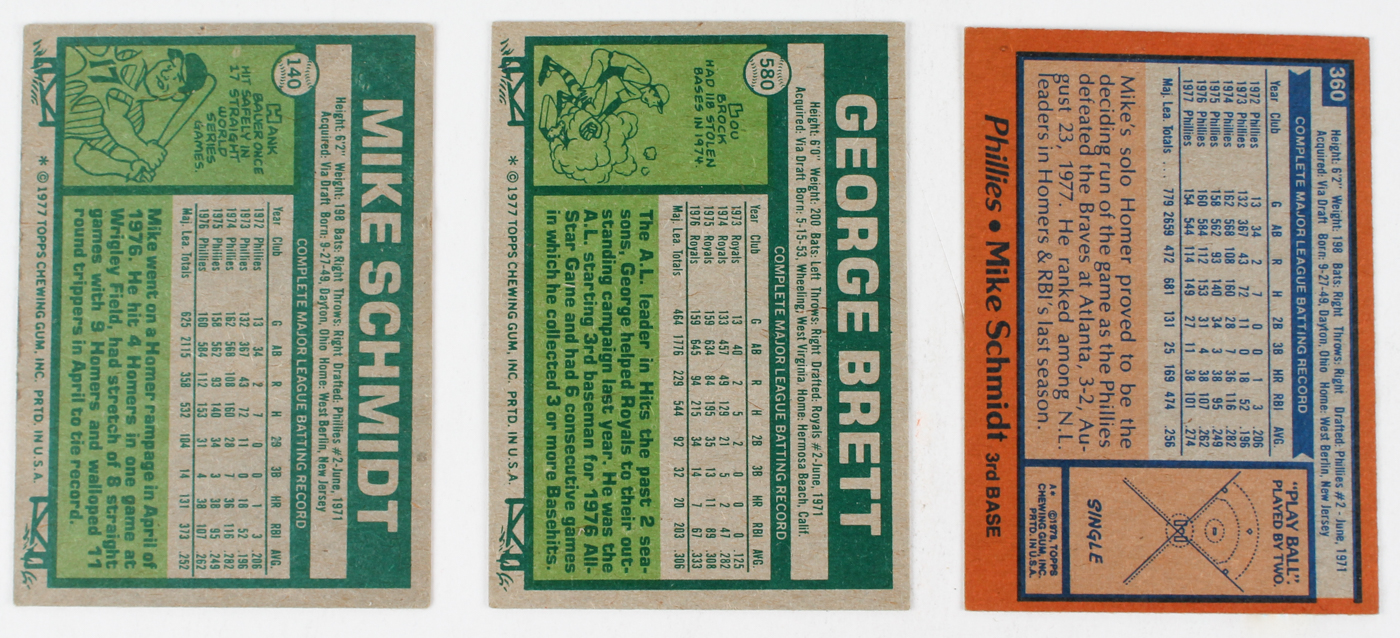 140
MIKE SCHMIDT
Height: 6'2" Weight: 198 Bats: Right Throws: Right Drafted: Phillies #2-June, 1971
Acquired: Via Draft Born: 9-27-49, Dayton, Ohio Home: West Berlin, New Jersey
COMPLETE MAJOR LEAGUE BATTING RECORD
Year Club G AB R H 2B 3B HR RBI AVG.
1972 Phillies 13 34 2 7 0 0 1 3 .206
1973 Phillies 132 367 43 72 11 0 18 52 .196
1974 Phillies 162 568 108 160 28 7 36 116 .282
1975 Phillies 158 562 93 140 34 3 38 95 .249
1976 Phillies 160 584 112 153 31 4 38 107 .262
Maj. Lea. Totals 625 2115 358 532 104 14 131 373 .252
HANK
BAUER ONCE
HIT
SAFELY IN
17 STRAIGHT
WORLD
SERIES
GAMES.
17
Mike went on a Homer rampage in April of
1976. He hit 4 Homers in one game at
Wrigley Field, had stretch of 8 straight
games with 9 Homers and walloped 11
round trippers in April to tie record.
* © 1977 TOPPS CHEWING GUM, INC. PRTD. IN U.S.A.
580
GEORGE BRETT
Height: 6'0" Weight: 200 Bats: Left Throws: Right Drafted: Royals #2-June, 1971
Acquired: Via Draft Born: 5-15-53, Wheeling, West Virginia Home: Hermosa Beach, Calif.
COMPLETE MAJOR LEAGUE BATTING RECORD
Year Club G AB R H 2B 3B HR RBI AVG.
1973 Royals 13 40 2 5 2 0 0 0 .125
1974 Royals 133 457 49 129 21 5 2 47 .282
1975 Royals 159 634 84 195 35 13 11 89 .308
1976 Royals 159 645 94 215 34 14 7 67 .333
Maj. Lea. Totals 464 1776 229 544 92 32 20 203 .306
LOU
BROCK
HAD 118 STOLEN
BASES IN 1974.
The A.L. leader in Hits the past 2 sea-
sons, George helped Royals to their out-
standing campaign last year. He was the
A.L. starting 3rd baseman for 1976 All-
Star Game and had 6 consecutive games
in which he collected 3 or more Basehits.
* © 1977 TOPPS CHEWING GUM, INC. PRTD. IN U.S.A.
360
Height: 6'2" Weight: 198 Bats: Right Throws: Right Drafted: Phillies #2-June, 1971
Acquired: Via Draft Born: 9-27-49, Dayton, Ohio Home: West Berlin, New Jersey
COMPLETE MAJOR LEAGUE BATTING RECORD
Year Club G AB R H 2B 3B HR RBI AVG.
1972 Phillies 13 34 2 7 0 0 1 3 .206
1973 Phillies 132 367 43 72 11 0 18 52 .196
1974 Phillies 162 568 108 160 28 7 36 116 .282
1975 Phillies 158 562 93 140 34 3 38 95 .249
1976 Phillies 160 584 112 153 31 4 38 107 .262
1977 Phillies 154 544 114 149 27 11 38 101 .274
Maj. Lea. Totals .... 779 2659 472 681 131 25 169 474 .256
Mike's solo Homer proved to be the
deciding run of the game as the Phillies
defeated the Braves at Atlanta, 3-2, Au-
gust 23, 1977. He ranked among N.L.
leaders in Homers & RBI's last season.
"PLAY BALL",
PLAYED BY TWO.
SINGLE
A* ©1978, TOPPS
CHEWING GUM, INC.
PRTD. IN U.S.A.
Phillies • Mike Schmidt 3rd BASE